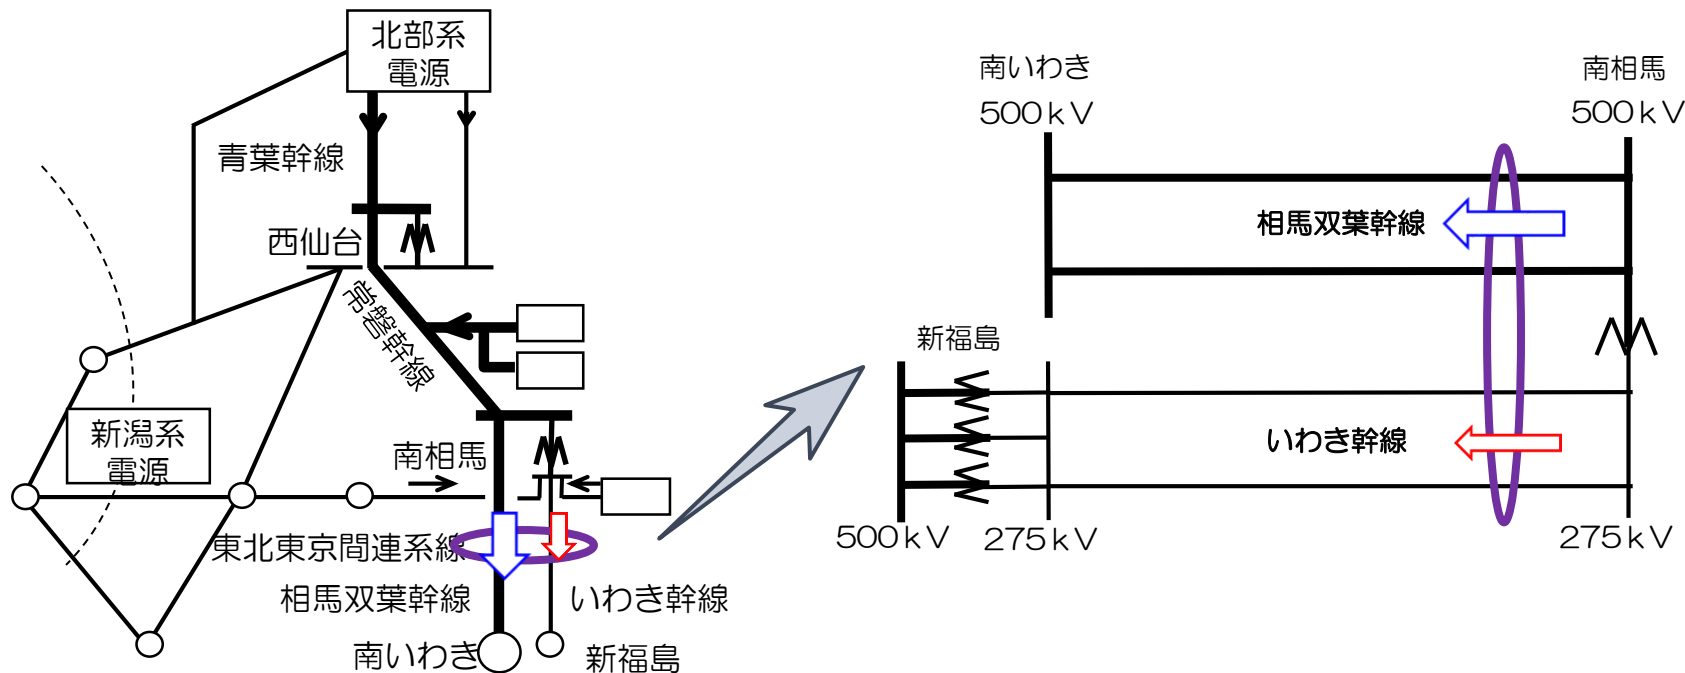 北部系
電源
青葉幹線
西仙台
常磐幹線
新潟系
電源
南相馬
東北東京間連系線
相馬双葉幹線
いわき幹線
南いわき
新福島
南いわき
500kV
南相馬
500kV
相馬双葉幹線
新福島
いわき幹線
500kV
275kV
275kV